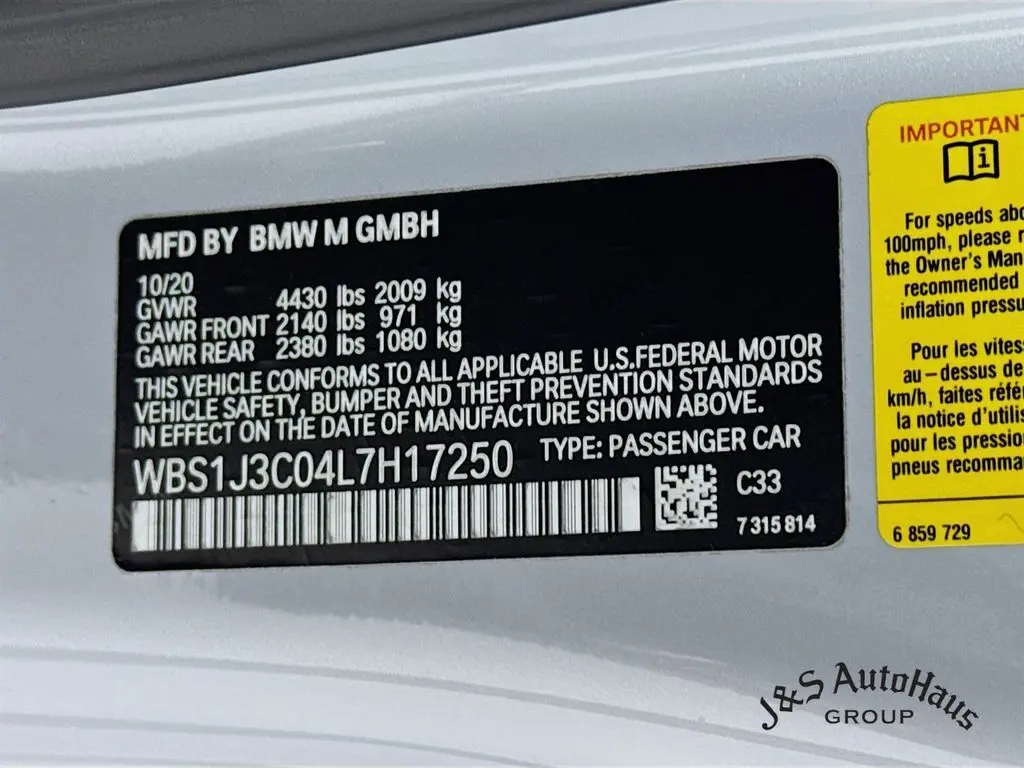 MFD BY BMW M GMBH
10/20
GVWR 4430 lbs 2009 kg
GAWR FRONT 2140 lbs 971 kg
GAWR REAR 2380 lbs 1080 kg
THIS VEHICLE CONFORMS TO ALL APPLICABLE U.S.FEDERAL MOTOR
VEHICLE SAFETY, BUMPER AND THEFT PREVENTION STANDARDS
IN EFFECT ON THE DATE OF MANUFACTURE SHOWN ABOVE.
WBS1J3C04L7H17250 TYPE: PASSENGER CAR
C33
7 315 814
IMPORTANT
i
For speeds abo
100mph, please r
the Owner's Man
recommended
inflation pressu
Pour les vitess
au-dessus de
km/h, faites réfé
la notice d'utilis
pour les pression
pneus recomma
6 859 729
J&S AutoHaus
GROUP